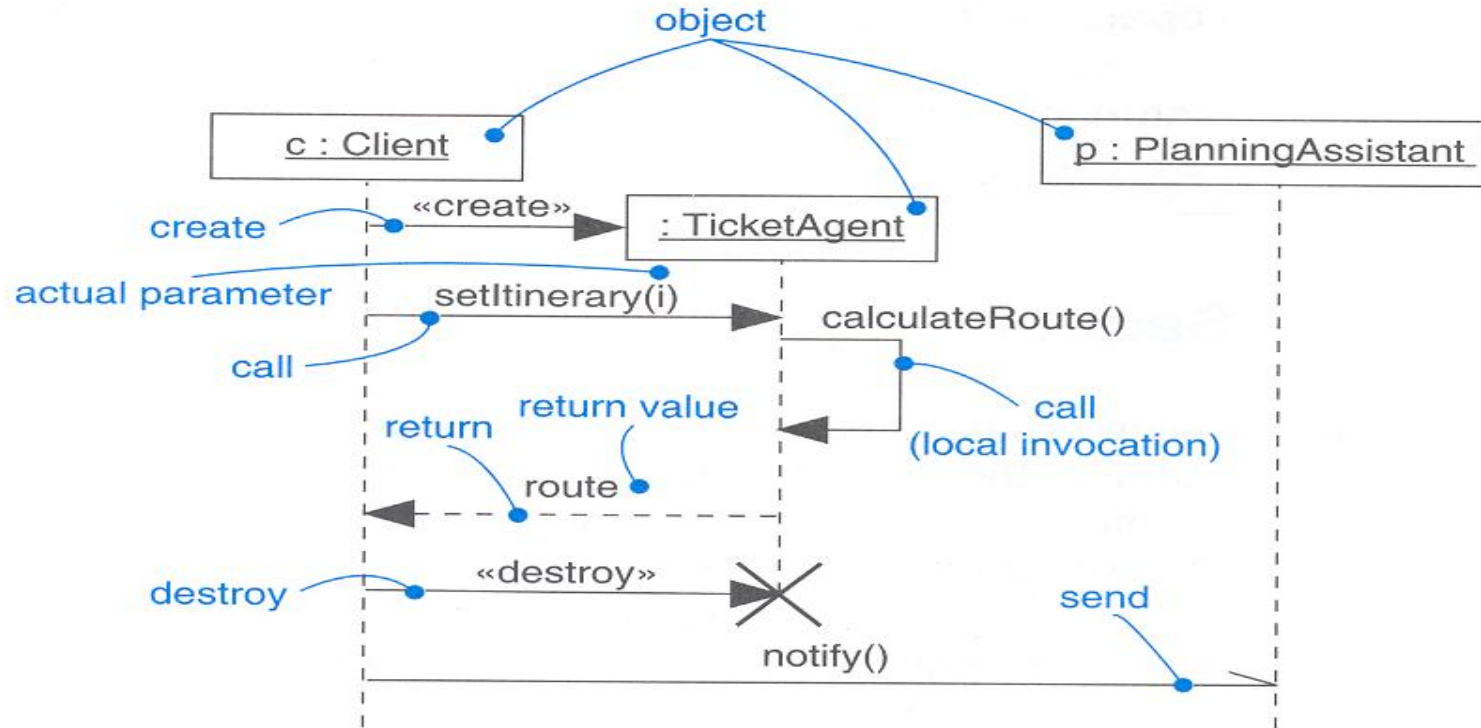 object
c : Client
p : PlanningAssistant
«create»
create
: TicketAgent
actual parameter
setItinerary(i)
calculateRoute()
call
return value
call
(local invocation)
return
route
«destroy»
destroy
send
notify()